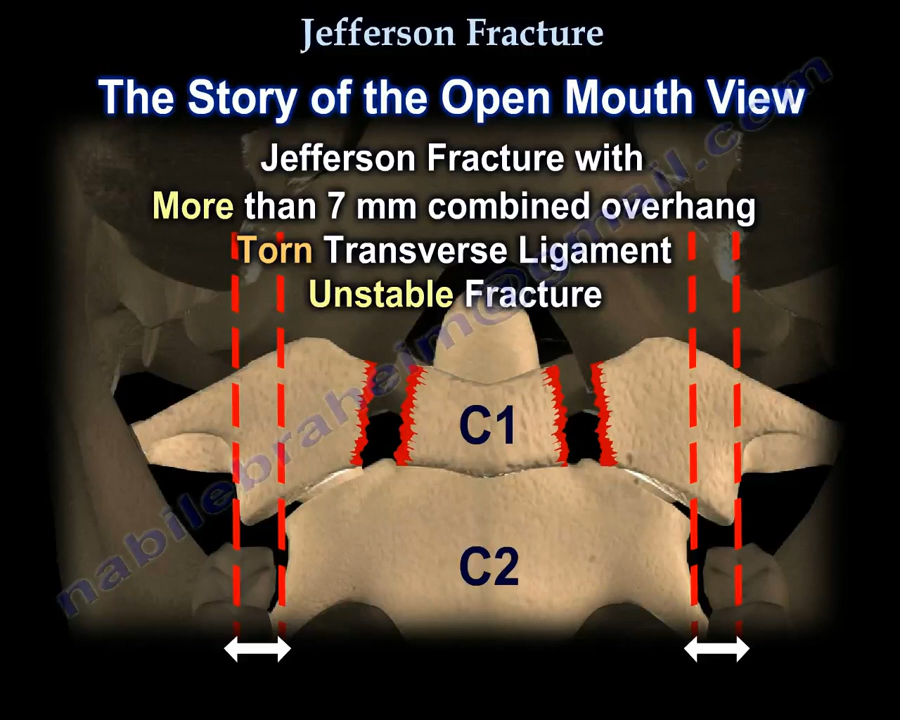 Jefferson Fracture
The Story of the Open Mouth View
Jefferson Fracture with
More than 7 mm combined overhang
Torn Transverse Ligament
Unstable Fracture
C1
C2
nabilebraheim@gmail.com